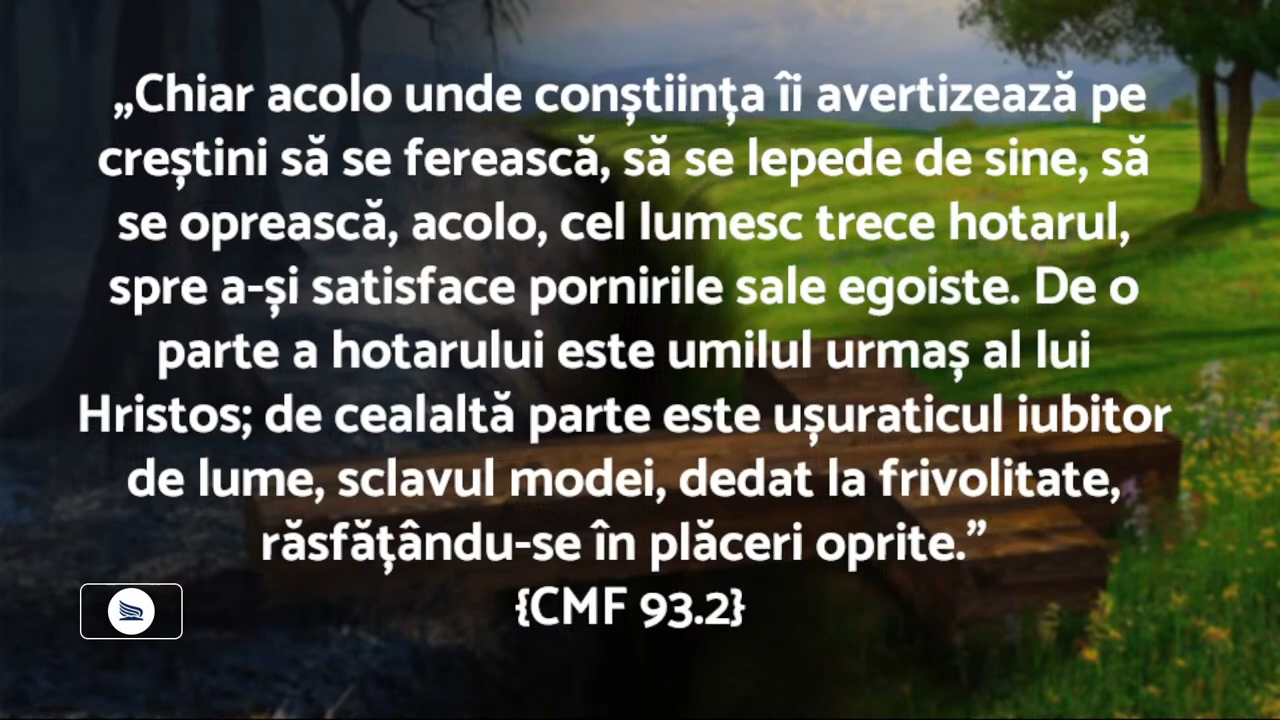 „Chiar acolo unde conștiința îi avertizează pe
creștini să se ferească, să se lepede de sine, să
se oprească, acolo, cel lumesc trece hotarul,
spre a-și satisface pornirile sale egoiste. De o
parte a hotarului este umilul urmaș al lui
Hristos; de cealaltă parte este ușuraticul iubitor
de lume, sclavul modei, dedat la frivolitate,
răsfățându-se în plăceri oprite.”
{CMF 93.2}